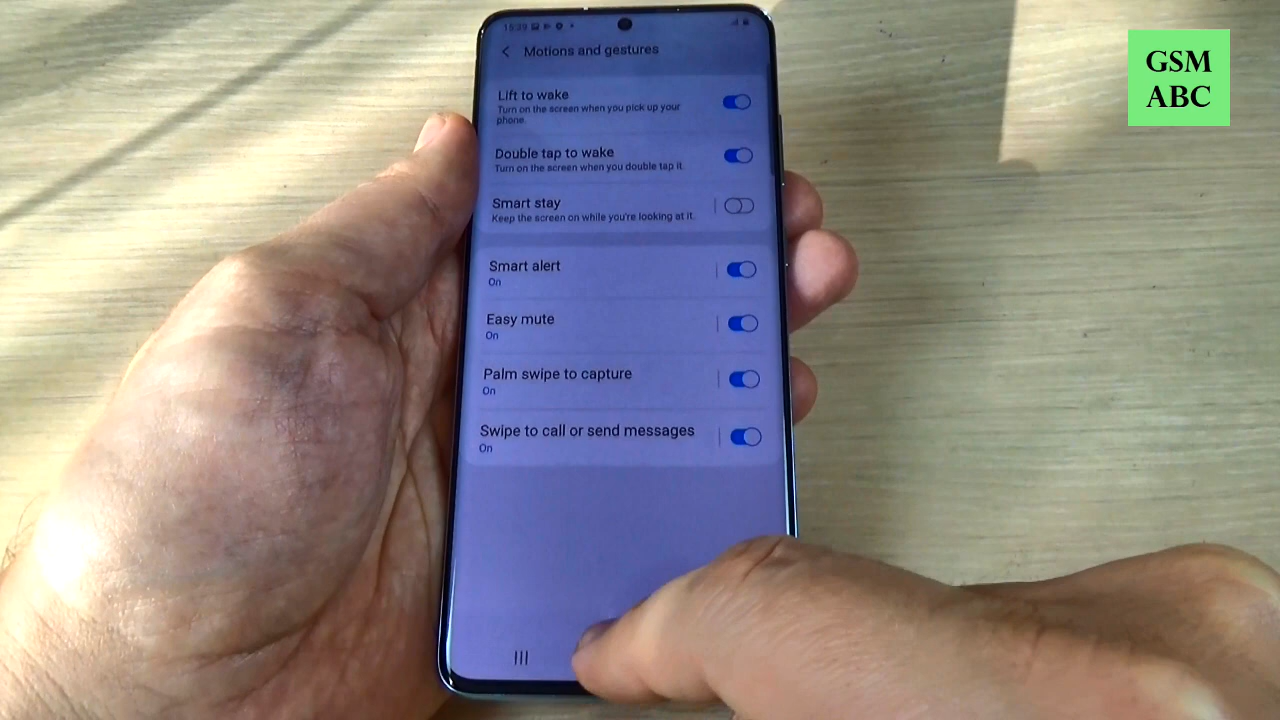 15:39
Motions and gestures
GSM
ABC
Lift to wake
Turn on the screen when you pick up your
phone.
Double tap to wake
Turn on the screen when you double tap it.
Smart stay
Keep the screen on while you're looking at it.
Smart alert
On
Easy mute
On
Palm swipe to capture
On
Swipe to call or send messages
On